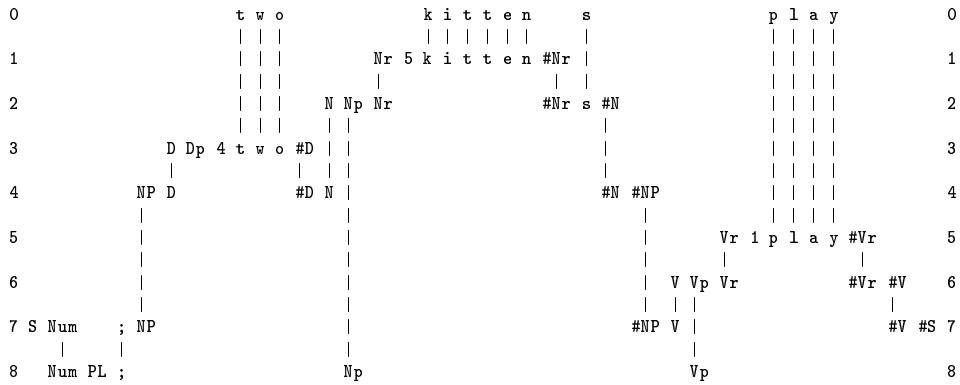 0 t w o k i t t e n s p l a y 0
1 Nr 5 k i t t e n #Nr 1
2 N Np Nr #Nr s #N 2
3 D Dp 4 t w o #D 3
4 NP D #D N #N #NP 4
5 Vr 1 p l a y #Vr 5
6 V Vp Vr #Vr #V 6
7 S Num ; NP #NP V #V #S 7
8 Num PL ; Np Vp 8